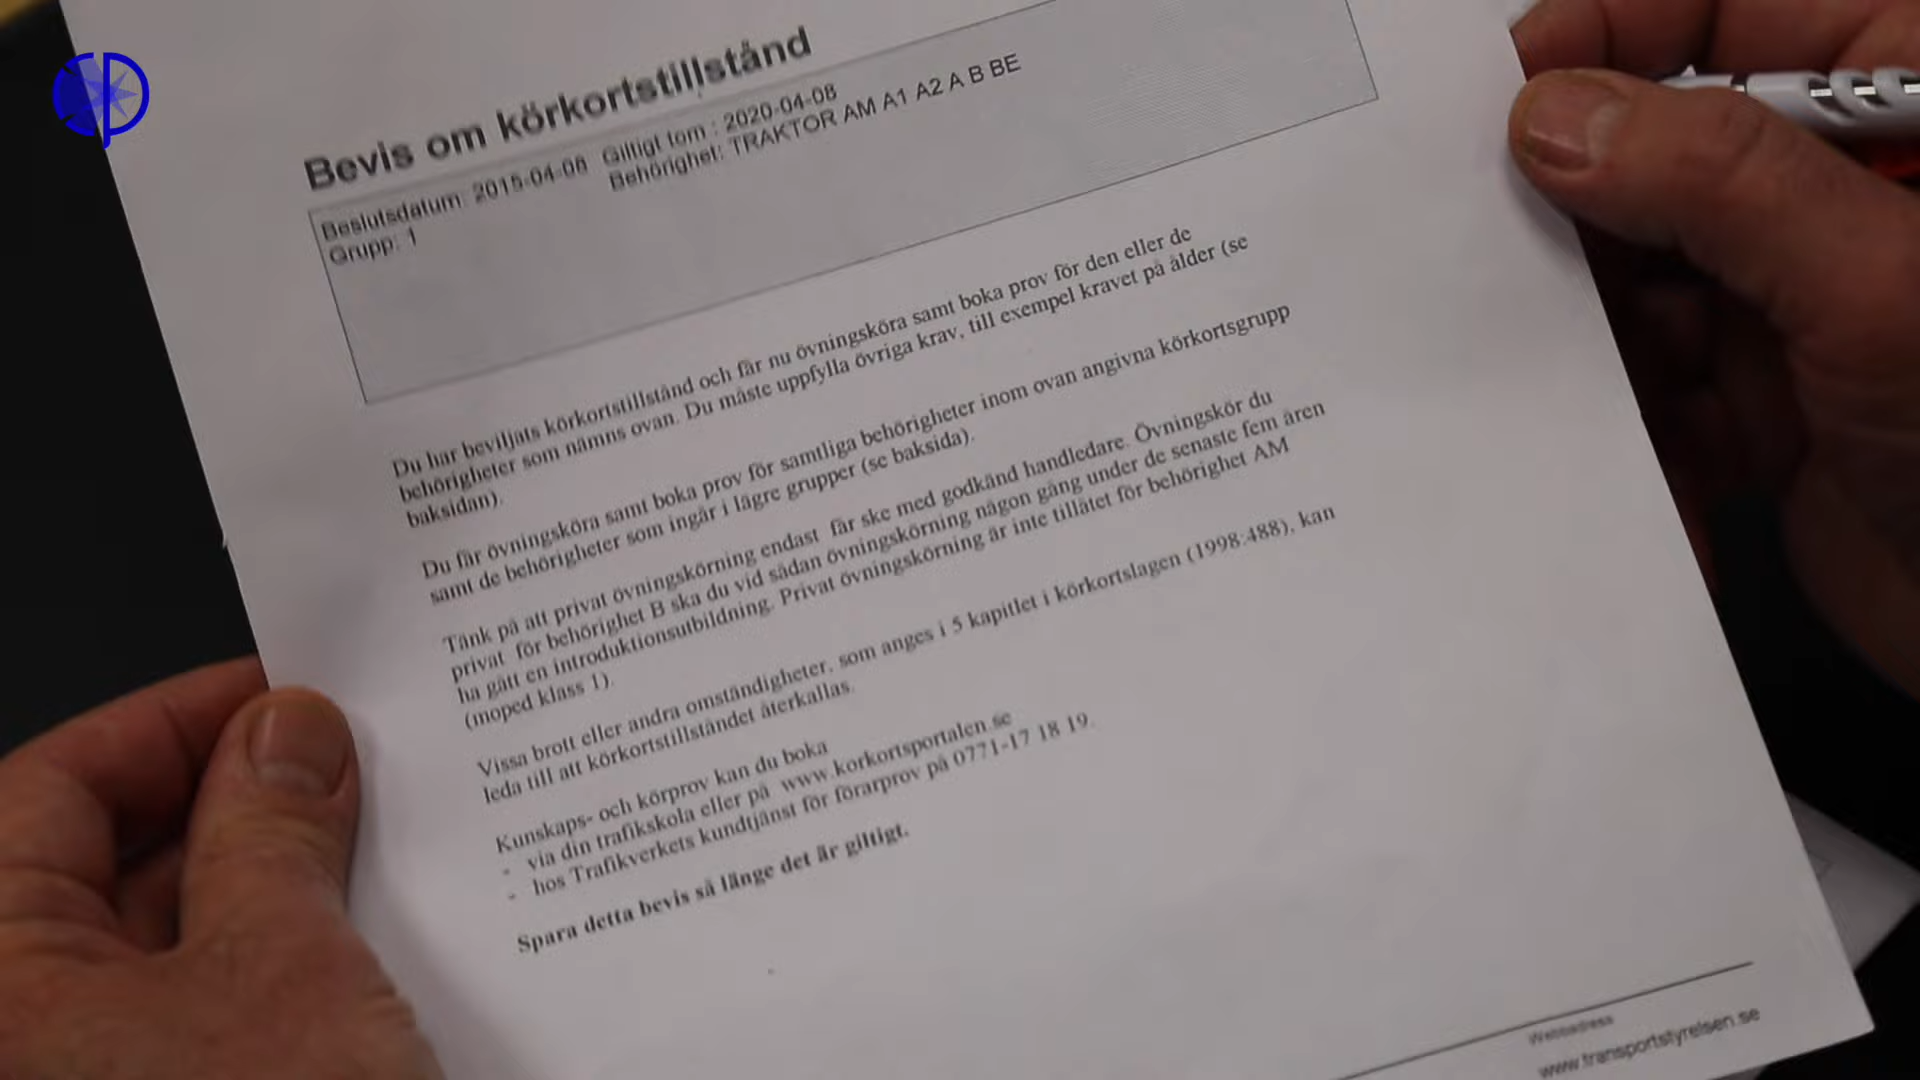 Bevis om körkortstillstånd
Beslutsdatum: 2015-04-08 Giltigt tom : 2020-04-08
Grupp: 1 Behörighet: TRAKTOR AM A1 A2 A B BE
Du har beviljats körkortstillstånd och får nu övningsköra samt boka prov för den eller de
behörigheter som nämns ovan. Du måste uppfylla övriga krav, till exempel kravet på ålder (se
baksidan).
Du får övningsköra samt boka prov för samtliga behörigheter inom ovan angivna körkortsgrupp
samt de behörigheter som ingår i lägre grupper (se baksida).
Tänk på att privat övningskörning endast får ske med godkänd handledare. Övningskör du
privat för behörighet B ska du vid sådan övningskörning någon gång under de senaste fem åren
ha gått en introduktionsutbildning. Privat övningskörning är inte tillåtet för behörighet AM
(moped klass 1).
Vissa brott eller andra omständigheter, som anges i 5 kapitlet i körkortslagen (1998:488), kan
leda till att körkortstillståndet återkallas.
Kunskaps- och körprov kan du boka
- via din trafikskola eller på www.korkortsportalen.se
- hos Trafikverkets kundtjänst för förarprov på 0771-17 18 19.
Spara detta bevis så länge det är giltigt.
Webbadress
www.transportstyrelsen.se